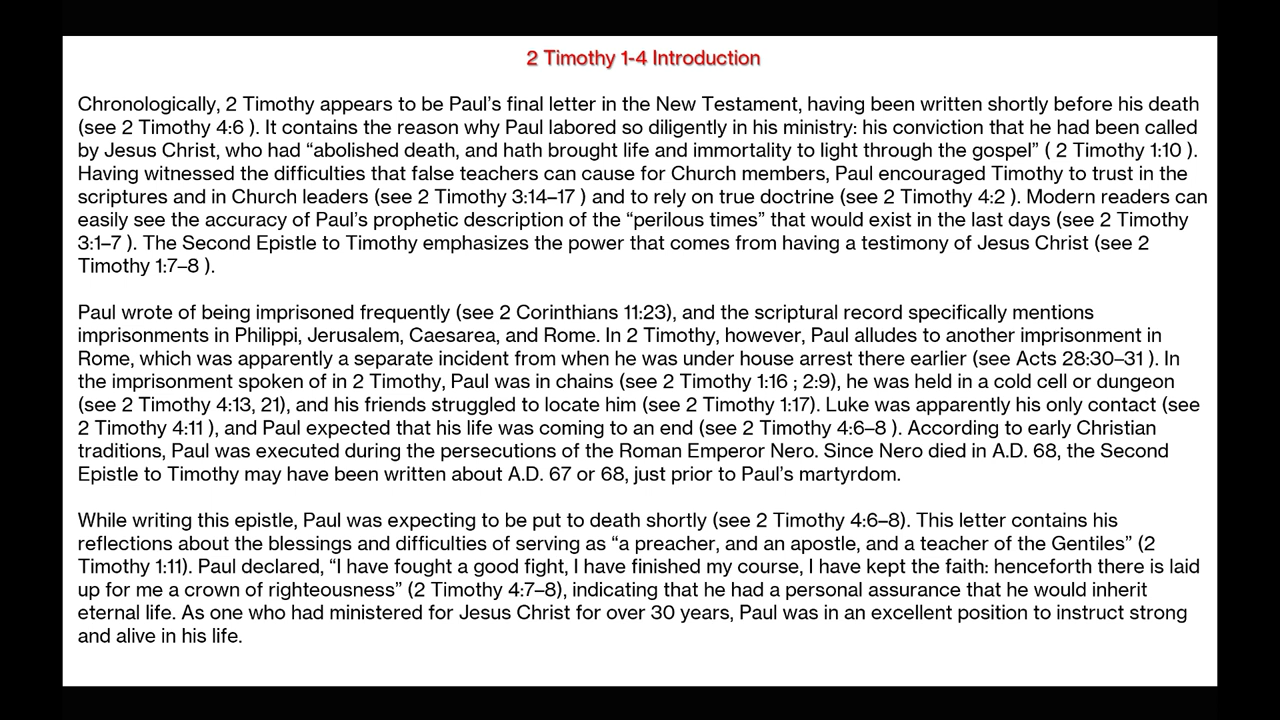 2 Timothy 1-4 Introduction
Chronologically, 2 Timothy appears to be Paul’s final letter in the New Testament, having been written shortly before his death
(see 2 Timothy 4:6 ). It contains the reason why Paul labored so diligently in his ministry: his conviction that he had been called
by Jesus Christ, who had “abolished death, and hath brought life and immortality to light through the gospel” ( 2 Timothy 1:10 ).
Having witnessed the difficulties that false teachers can cause for Church members, Paul encouraged Timothy to trust in the
scriptures and in Church leaders (see 2 Timothy 3:14–17 ) and to rely on true doctrine (see 2 Timothy 4:2 ). Modern readers can
easily see the accuracy of Paul’s prophetic description of the “perilous times” that would exist in the last days (see 2 Timothy
3:1–7 ). The Second Epistle to Timothy emphasizes the power that comes from having a testimony of Jesus Christ (see 2
Timothy 1:7–8 ).
Paul wrote of being imprisoned frequently (see 2 Corinthians 11:23), and the scriptural record specifically mentions
imprisonments in Philippi, Jerusalem, Caesarea, and Rome. In 2 Timothy, however, Paul alludes to another imprisonment in
Rome, which was apparently a separate incident from when he was under house arrest there earlier (see Acts 28:30–31 ). In
the imprisonment spoken of in 2 Timothy, Paul was in chains (see 2 Timothy 1:16 ; 2:9), he was held in a cold cell or dungeon
(see 2 Timothy 4:13, 21), and his friends struggled to locate him (see 2 Timothy 1:17). Luke was apparently his only contact (see
2 Timothy 4:11 ), and Paul expected that his life was coming to an end (see 2 Timothy 4:6–8 ). According to early Christian
traditions, Paul was executed during the persecutions of the Roman Emperor Nero. Since Nero died in A.D. 68, the Second
Epistle to Timothy may have been written about A.D. 67 or 68, just prior to Paul’s martyrdom.
While writing this epistle, Paul was expecting to be put to death shortly (see 2 Timothy 4:6–8). This letter contains his
reflections about the blessings and difficulties of serving as “a preacher, and an apostle, and a teacher of the Gentiles” (2
Timothy 1:11). Paul declared, “I have fought a good fight, I have finished my course, I have kept the faith: henceforth there is laid
up for me a crown of righteousness” (2 Timothy 4:7–8), indicating that he had a personal assurance that he would inherit
eternal life. As one who had ministered for Jesus Christ for over 30 years, Paul was in an excellent position to instruct strong
and alive in his life.